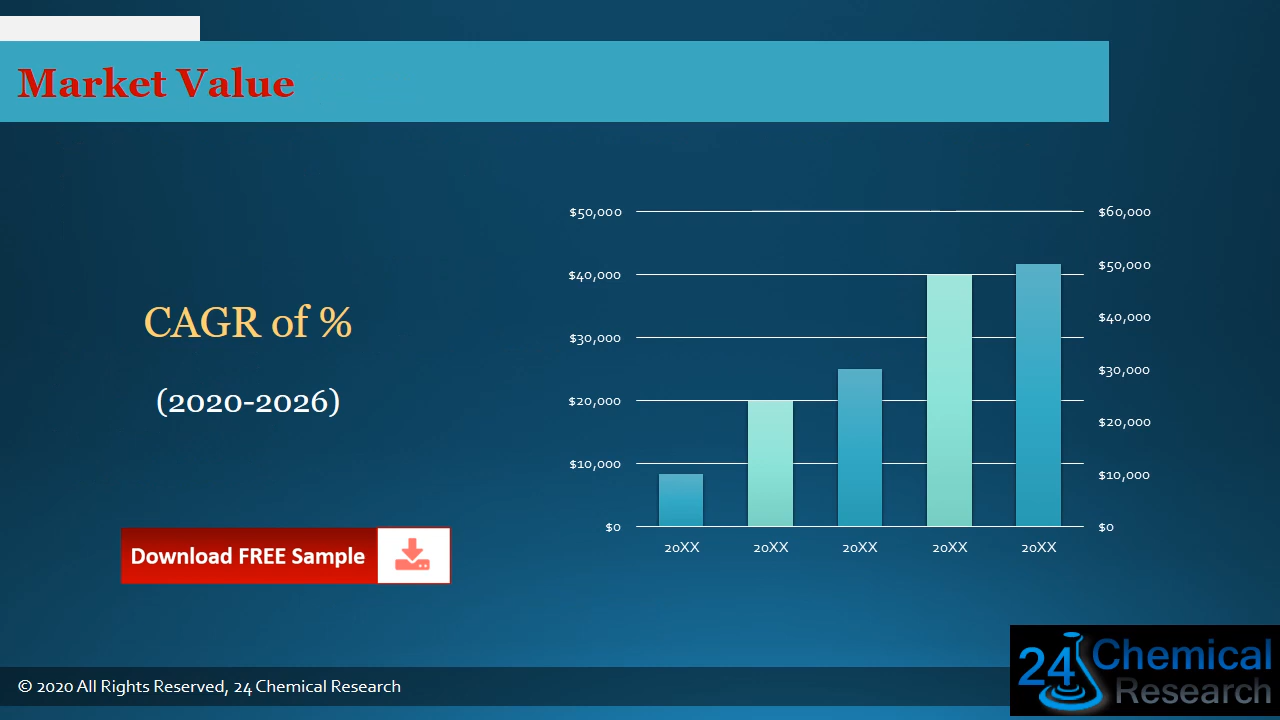 Market Value
CAGR of %
(2020-2026)
Download FREE Sample
$50,000
$40,000
$30,000
$20,000
$10,000
$0
$60,000
$50,000
$40,000
$30,000
$20,000
$10,000
$0
20XX 20XX 20XX 20XX 20XX
© 2020 All Rights Reserved, 24 Chemical Research
24 Chemical
Research